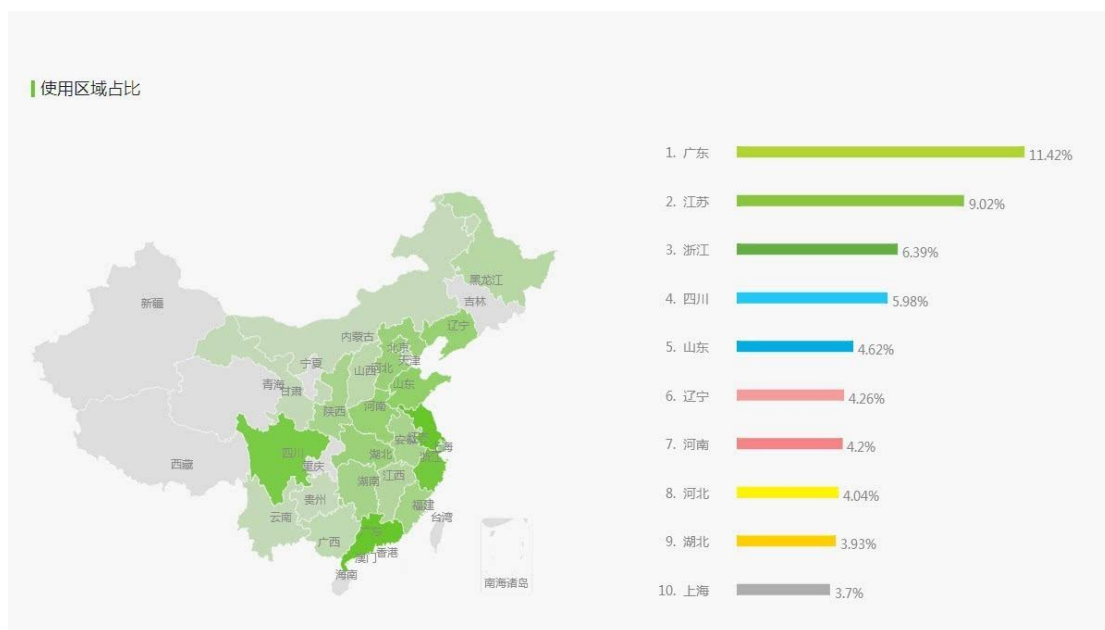 使用区域占比
新疆
黑龙江
吉林
内蒙古
辽宁
北京
天津
宁夏
山西
河北
青海
甘肃
山东
陕西
河南
安徽
江苏
上海
四川
湖北
浙江
重庆
西藏
湖南
江西
贵州
福建
云南
台湾
广西
广东
香港
澳门
海南
南海诸岛
1. 广东 11.42%
2. 江苏 9.02%
3. 浙江 6.39%
4. 四川 5.98%
5. 山东 4.62%
6. 辽宁 4.26%
7. 河南 4.2%
8. 河北 4.04%
9. 湖北 3.93%
10. 上海 3.7%